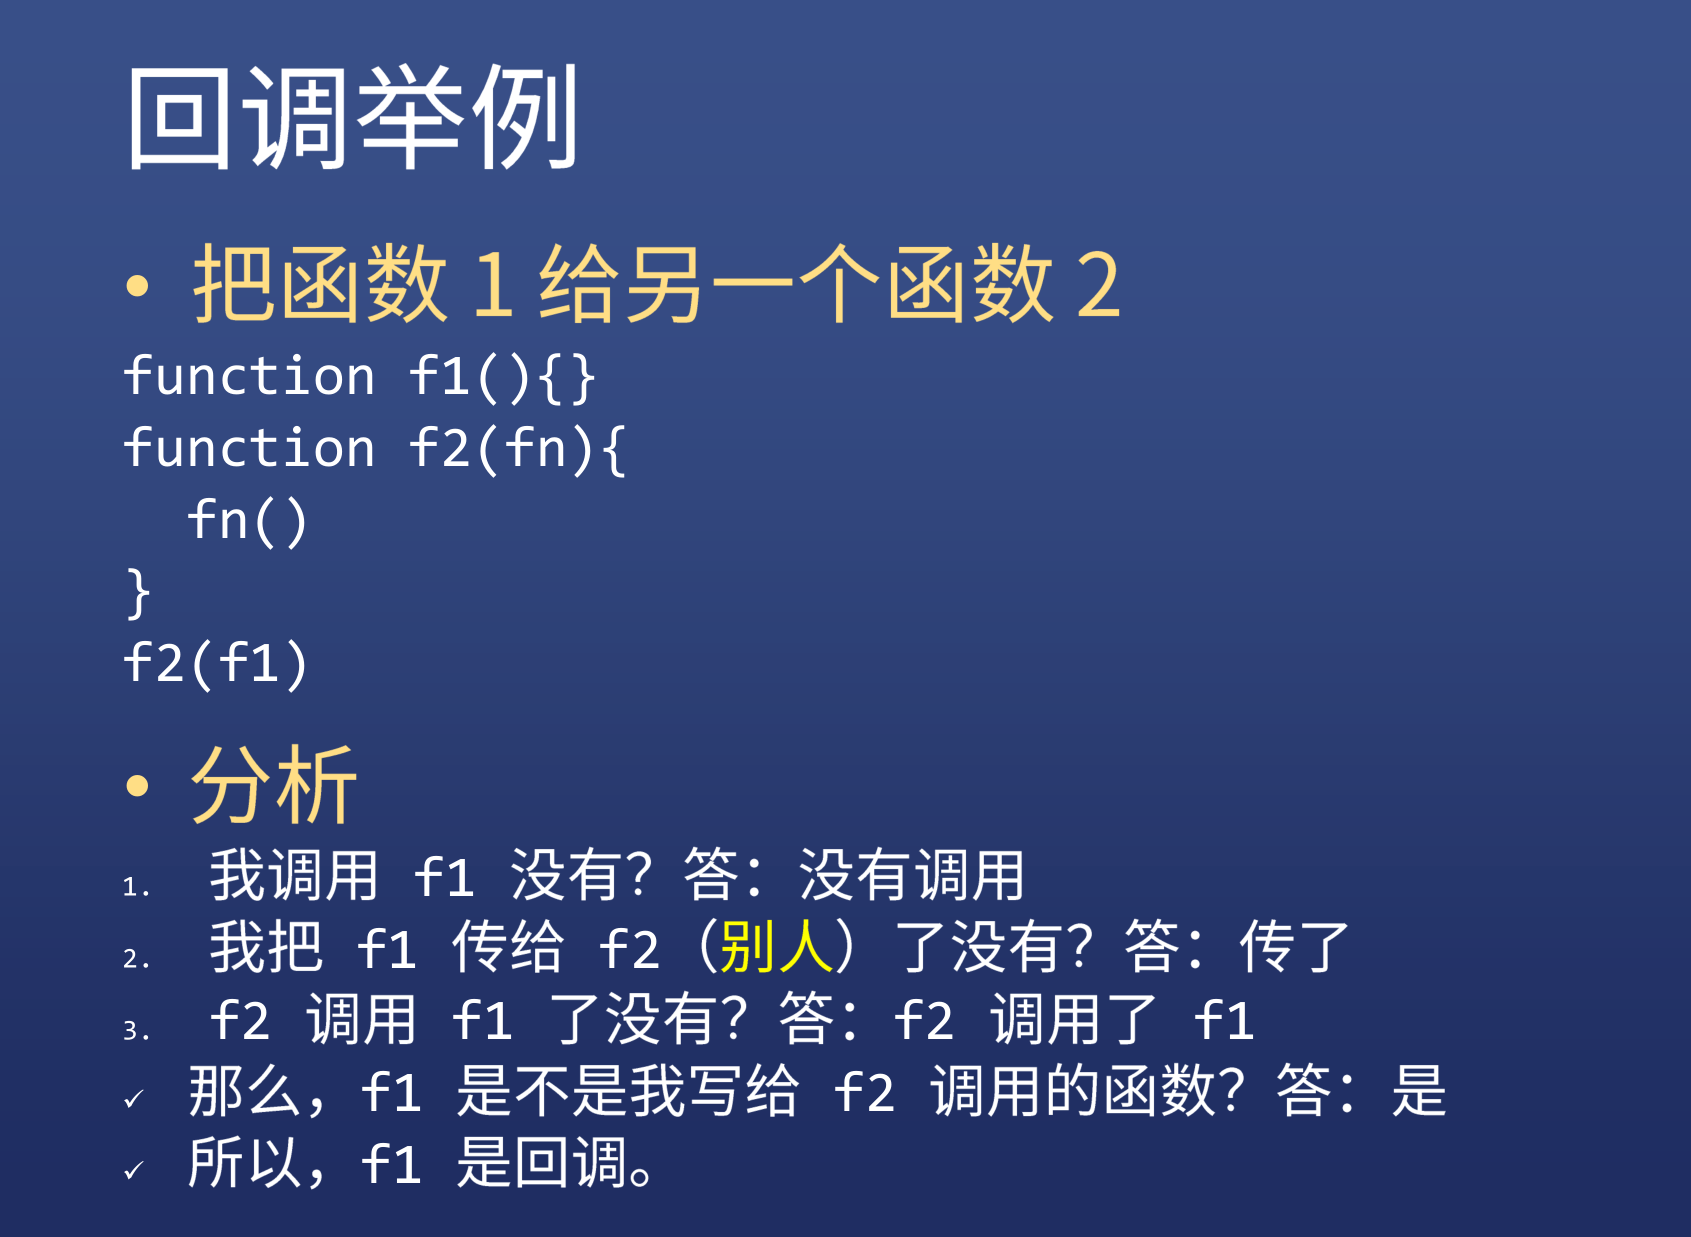 回调举例
• 把函数 1 给另一个函数 2
function f1(){}
function f2(fn){
  fn()
}
f2(f1)
• 分析
1. 我调用 f1 没有？答：没有调用
2. 我把 f1 传给 f2（别人）了没有？答：传了
3. f2 调用 f1 了没有？答：f2 调用了 f1
✓ 那么，f1 是不是我写给 f2 调用的函数？答：是
✓ 所以，f1 是回调。